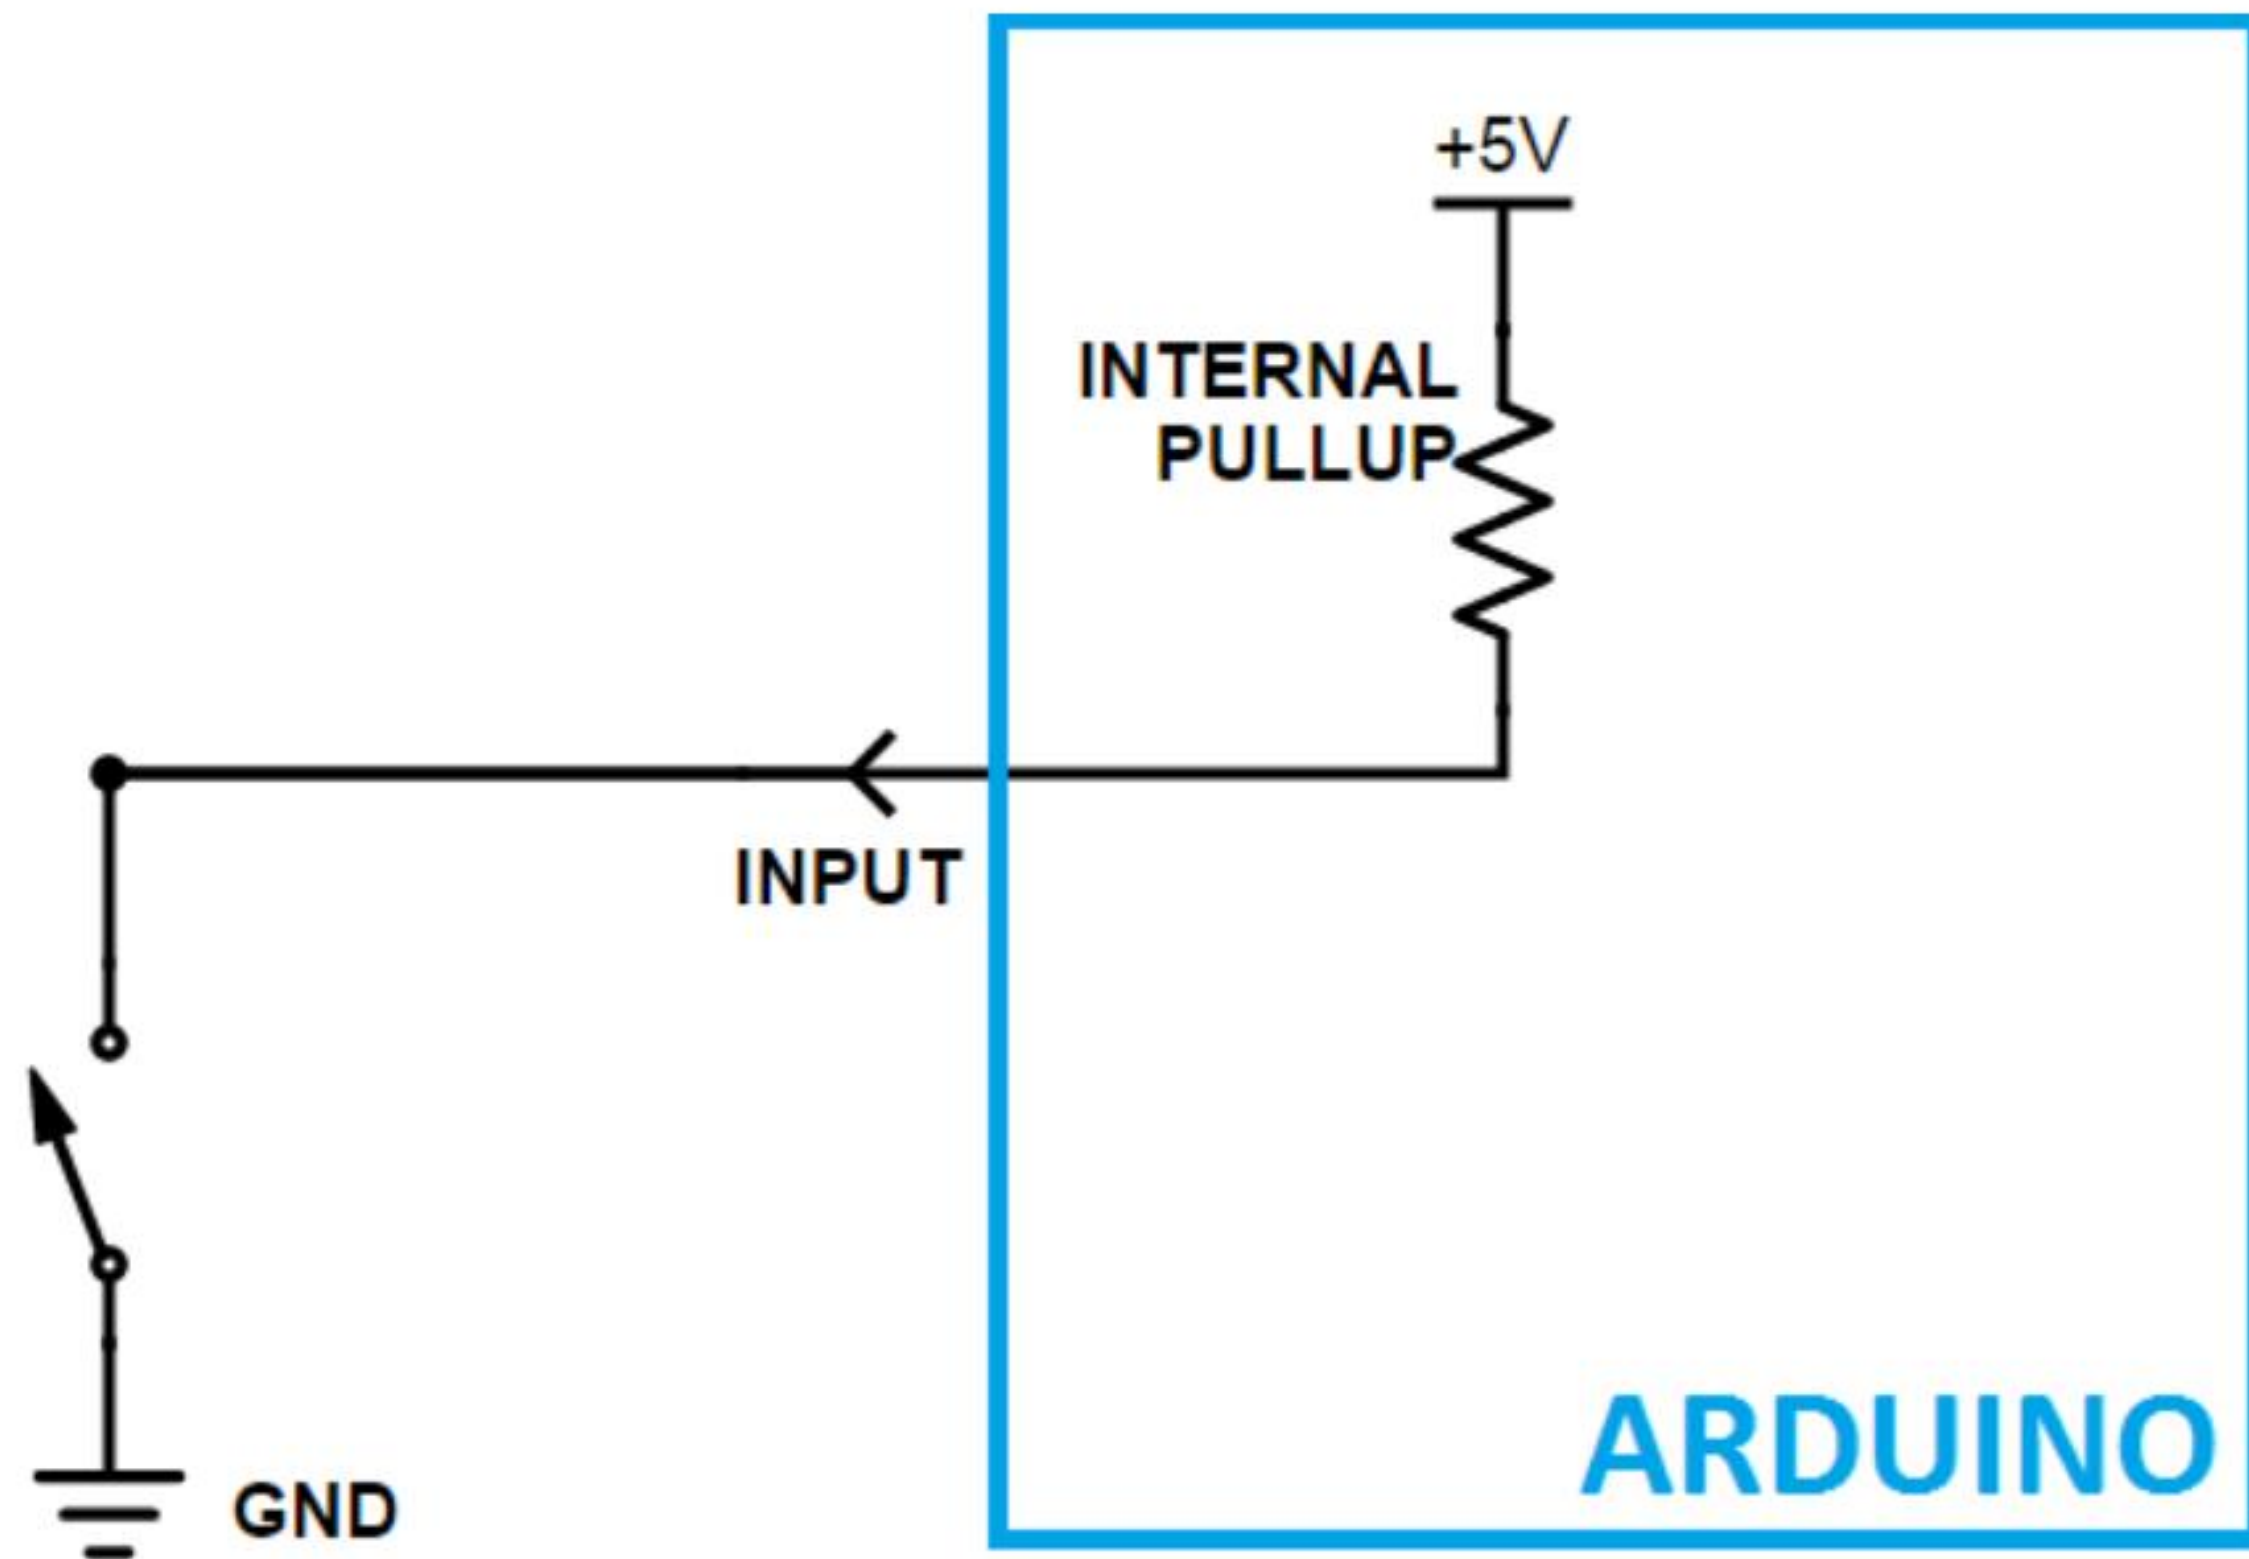 +5V
INTERNAL
PULLUP
INPUT
GND
ARDUINO